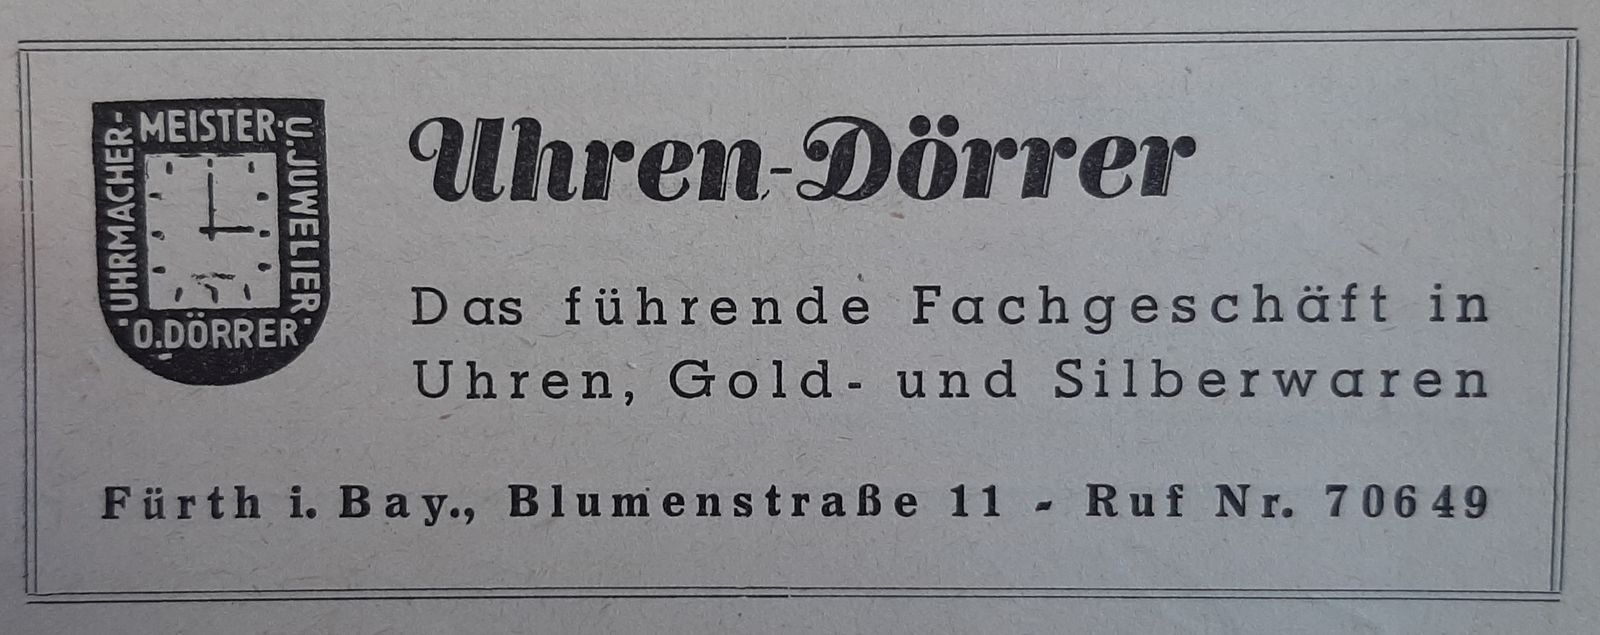 UHRMACHER-
MEISTER·
U.JUWELIER·
·O.DÖRRER·
Uhren-Dörrer
Das führende Fachgeschäft in
Uhren, Gold- und Silberwaren
Fürth i. Bay., Blumenstraße 11 - Ruf Nr. 70649